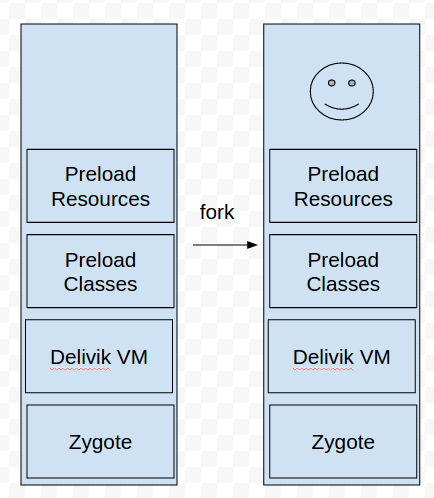 Preload
Resources
Preload
Classes
Delivik VM
Zygote
fork
Preload
Resources
Preload
Classes
Delivik VM
Zygote